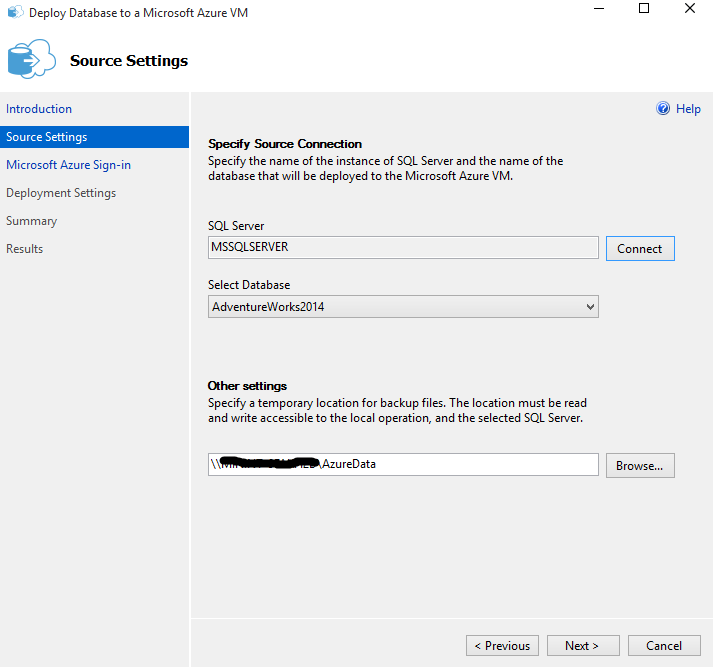 Deploy Database to a Microsoft Azure VM
Source Settings
Introduction
Help
Source Settings
Specify Source Connection
Specify the name of the instance of SQL Server and the name of the
database that will be deployed to the Microsoft Azure VM.
Microsoft Azure Sign-in
Deployment Settings
Summary
Results
SQL Server
MSSQLSERVER
Connect
Select Database
AdventureWorks2014
Other settings
Specify a temporary location for backup files. The location must be read
and write accessible to the local operation, and the selected SQL Server.
\\ \AzureData
Browse...
< Previous
Next >
Cancel